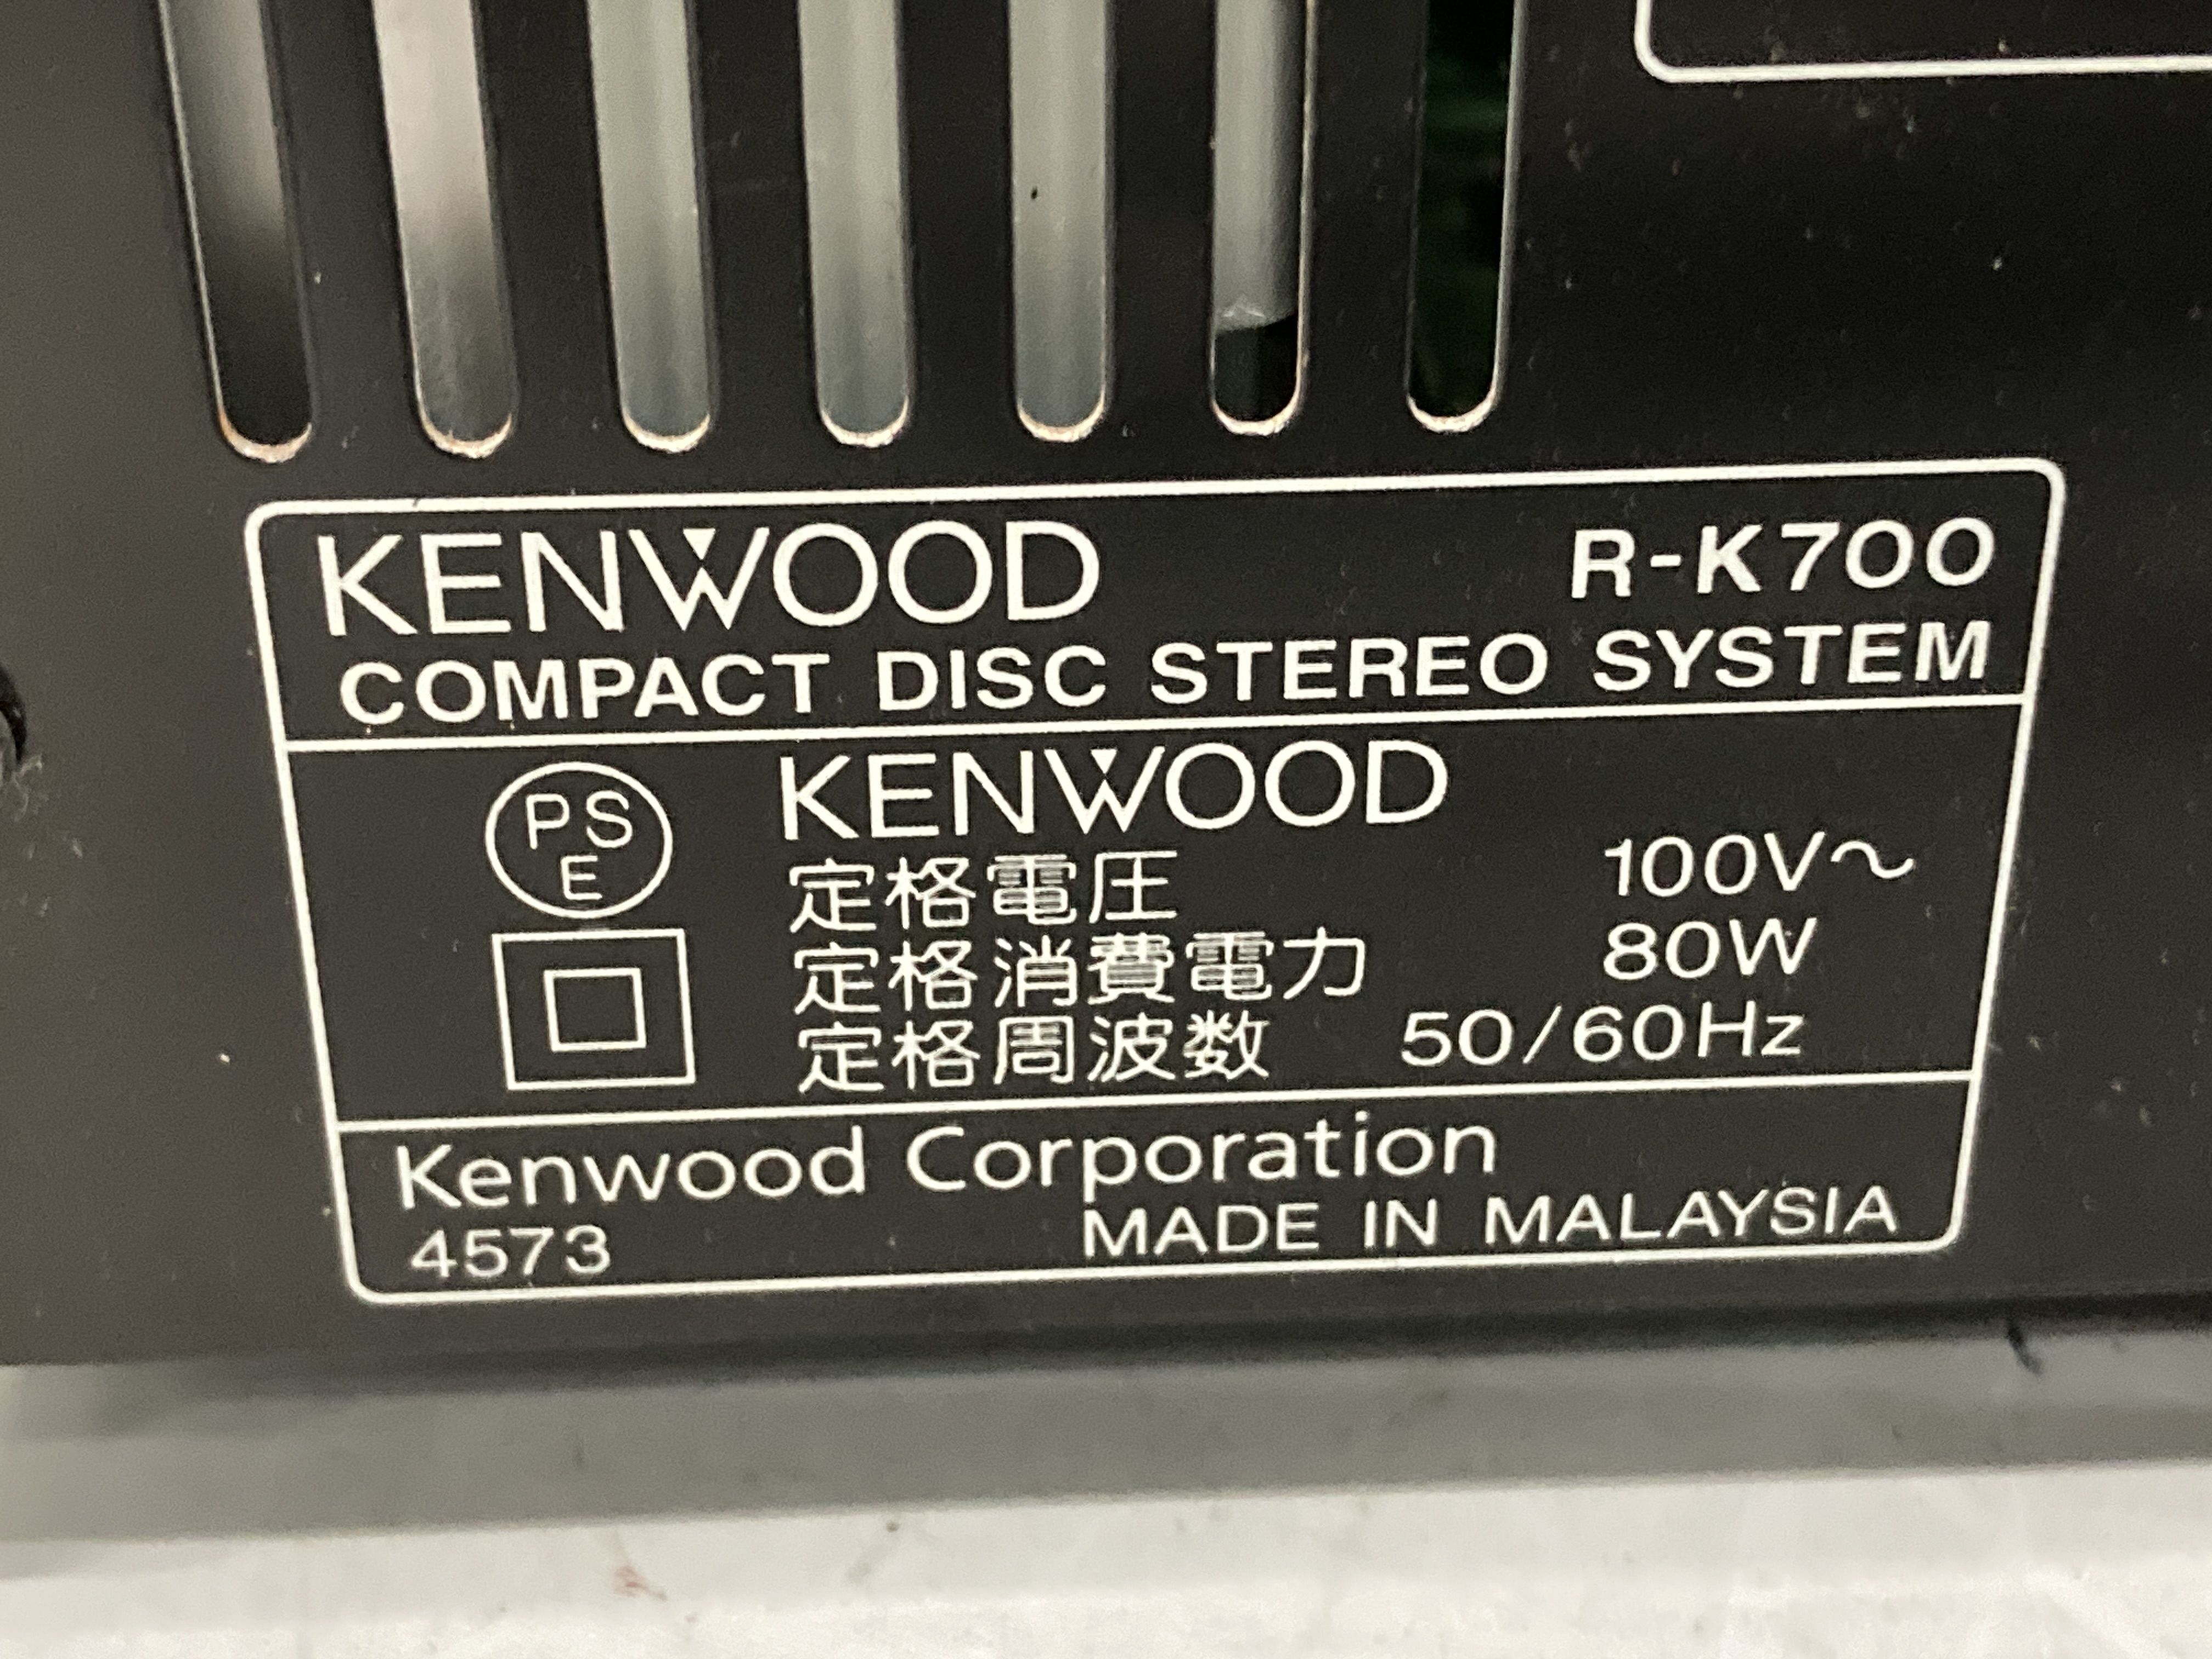 KENWOOD R-K700
COMPACT DISC STEREO SYSTEM
PS
E
KENWOOD
定格電圧 100V～
定格消費電力 80W
定格周波数 50/60Hz
Kenwood Corporation
4573 MADE IN MALAYSIA